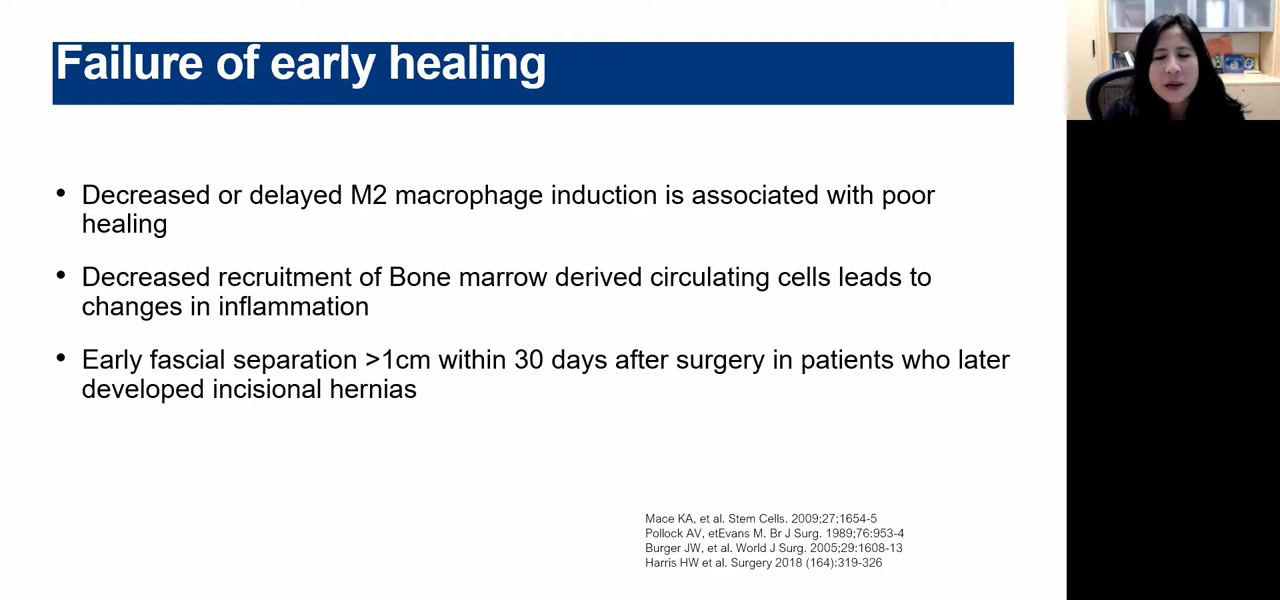 Failure of early healing
• Decreased or delayed M2 macrophage induction is associated with poor
healing
• Decreased recruitment of Bone marrow derived circulating cells leads to
changes in inflammation
• Early fascial separation >1cm within 30 days after surgery in patients who later
developed incisional hernias
Mace KA, et al. Stem Cells. 2009;27;1654-5
Pollock AV, etEvans M. Br J Surg. 1989;76:953-4
Burger JW, et al. World J Surg. 2005;29:1608-13
Harris HW et al. Surgery 2018 (164):319-326